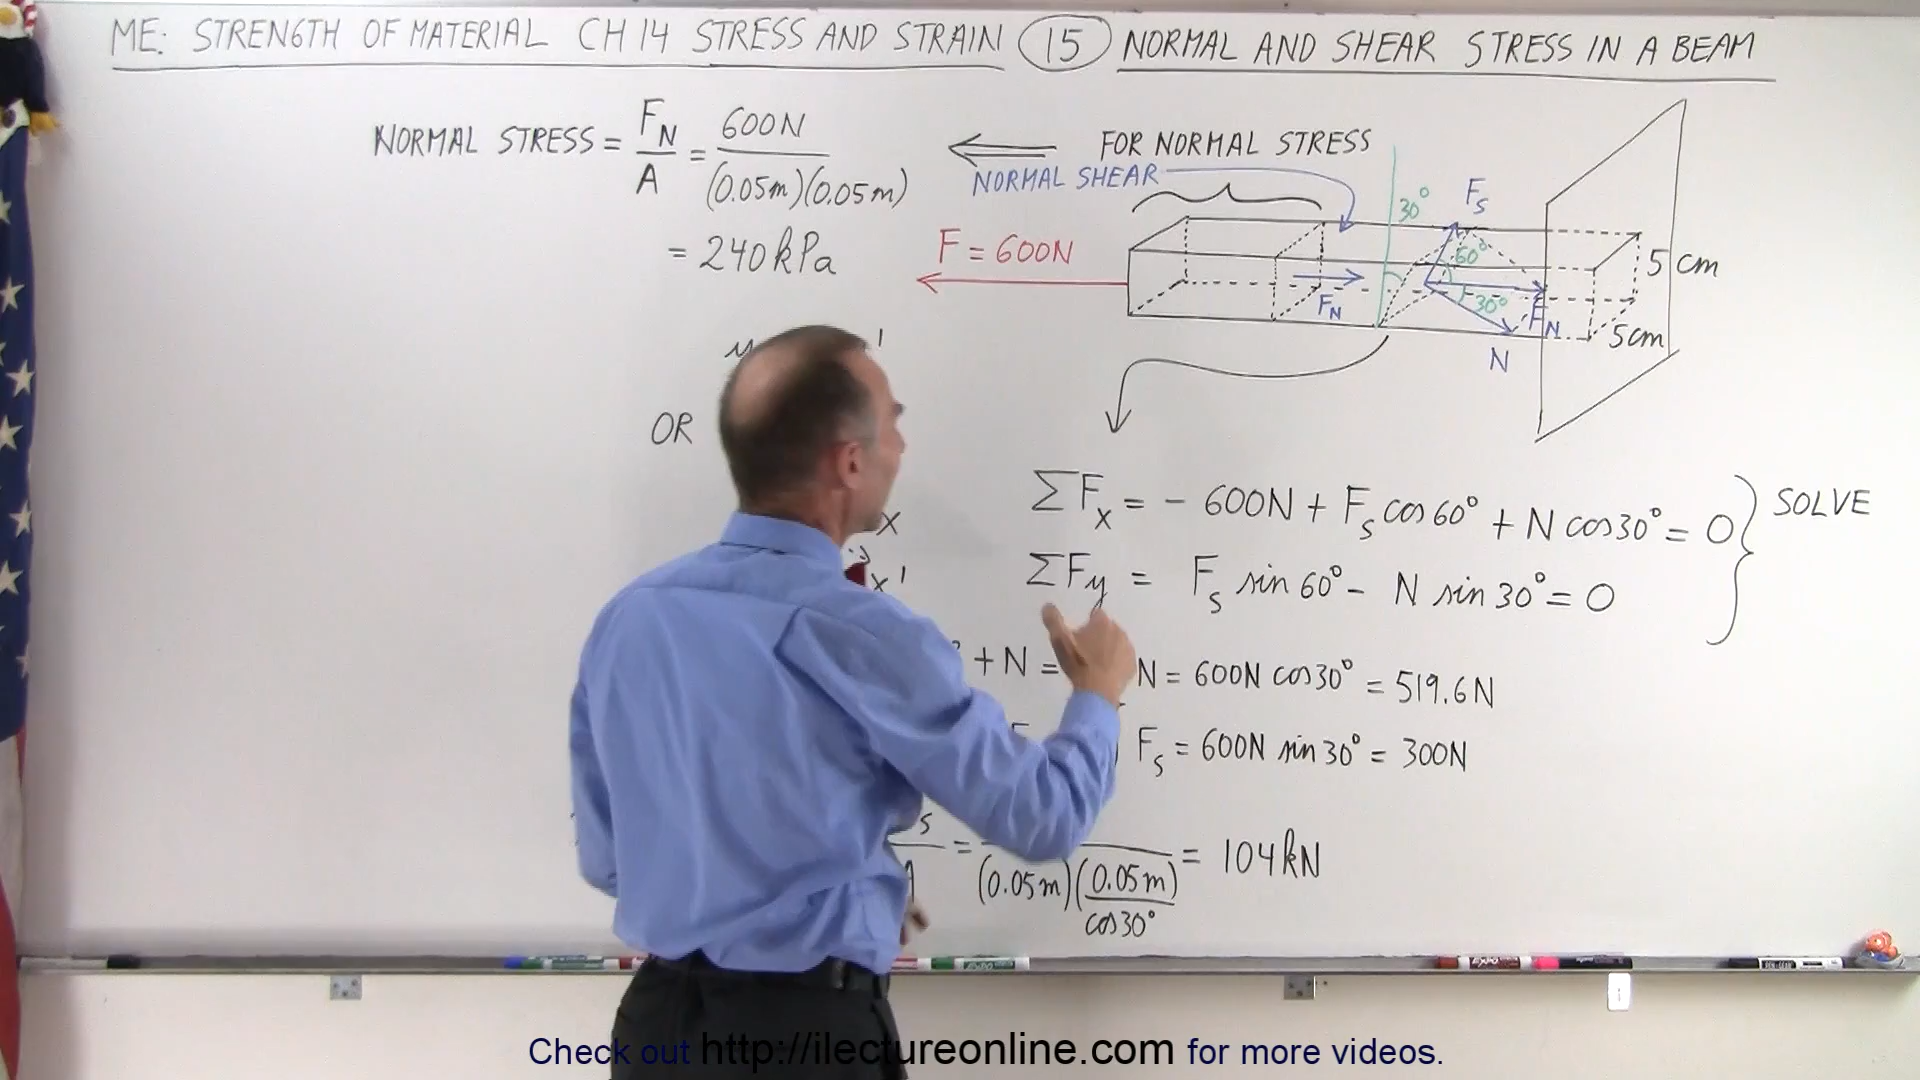 ME: STRENGTH OF MATERIAL CH 14 STRESS AND STRAIN 15 NORMAL AND SHEAR STRESS IN A BEAM
NORMAL STRESS = F_N / A = 600N / (0.05m)(0.05m)
= 240 kPa
FOR NORMAL STRESS
NORMAL SHEAR
F = 600N
F_N
30°
F_S
60°
30°
F_N
N
5 cm
5 cm
OR
ΣF_x = - 600N + F_S cos 60° + N cos 30° = 0
ΣF_y = F_S sin 60° - N sin 30° = 0
} SOLVE
x
x'
+ N =
N = 600N cos 30° = 519.6N
F_S = 600N sin 30° = 300N
S
= (0.05m)(0.05m / cos 30°) = 104 kN
Check out http://ilectureonline.com for more videos.